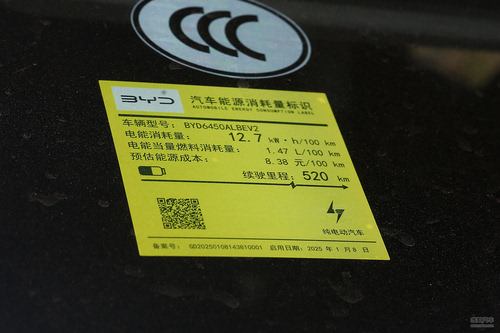 CCC
BYD 汽车能源消耗量标识
AUTOMOBILE ENERGY CONSUMPTION LABEL
车辆型号: BYD6450ALBEV2
电能消耗量: 12.7 kW·h/100 km
电能当量燃料消耗量: 1.47 L/100 km
预估能源成本: 8.38 元/100 km
续驶里程: 520 km
纯电动汽车
备案号: GD20250108143810001 启用日期: 2025 年 1 月 8 日